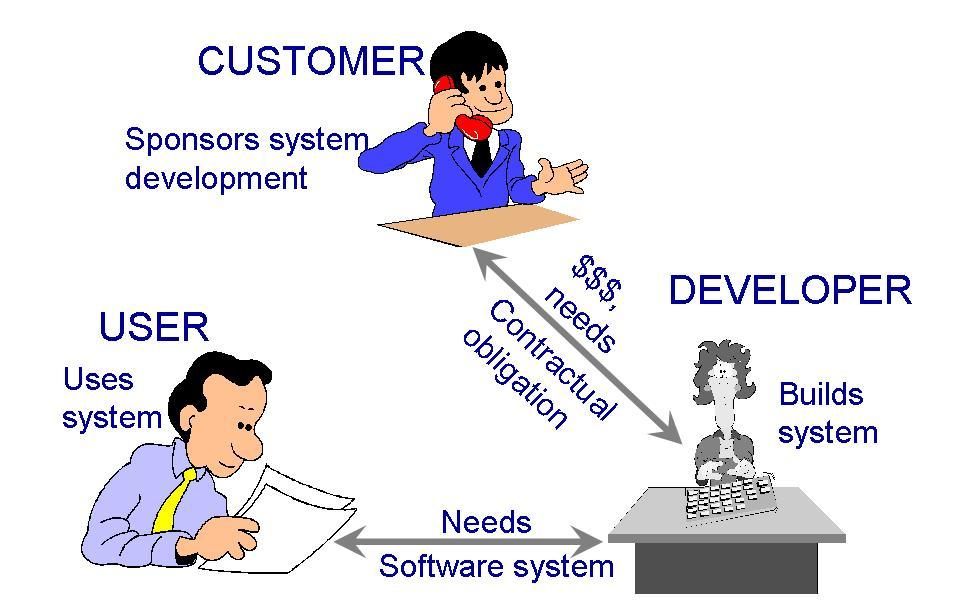 CUSTOMER
Sponsors system
development
$$$,
needs
Contractual
obligation
DEVELOPER
Builds
system
USER
Uses
system
Needs
Software system